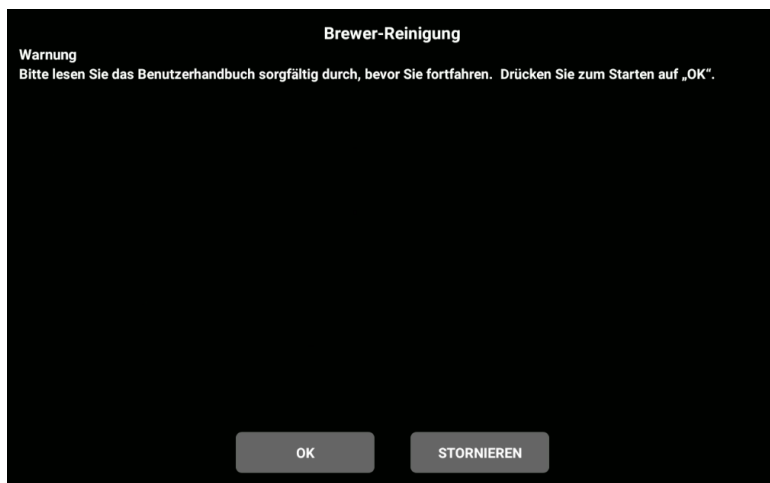 Brewer-Reinigung
Warnung
Bitte lesen Sie das Benutzerhandbuch sorgfältig durch, bevor Sie fortfahren.  Drücken Sie zum Starten auf „OK“.
OK
STORNIEREN